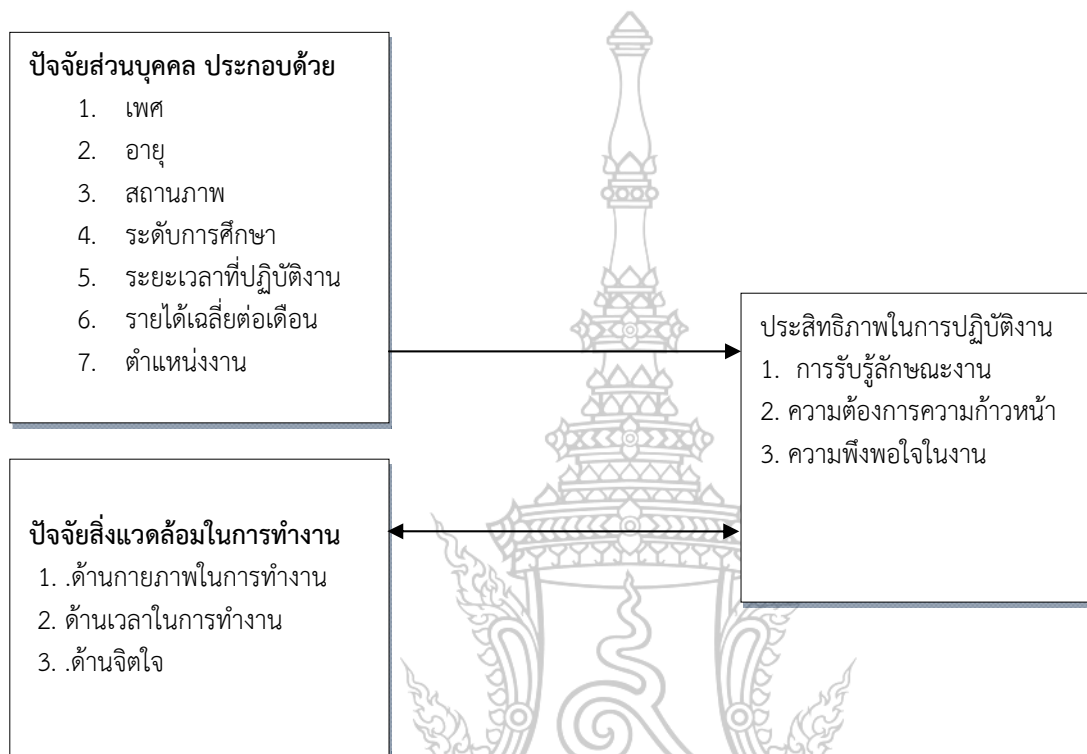 ปัจจัยส่วนบุคคล ประกอบด้วย
1. เพศ
2. อายุ
3. สถานภาพ
4. ระดับการศึกษา
5. ระยะเวลาที่ปฏิบัติงาน
6. รายได้เฉลี่ยต่อเดือน
7. ตำแหน่งงาน
ปัจจัยสิ่งแวดล้อมในการทำงาน
1. .ด้านกายภาพในการทำงาน
2. ด้านเวลาในการทำงาน
3. .ด้านจิตใจ
ประสิทธิภาพในการปฏิบัติงาน
1. การรับรู้ลักษณะงาน
2. ความต้องการความก้าวหน้า
3. ความพึงพอใจในงาน